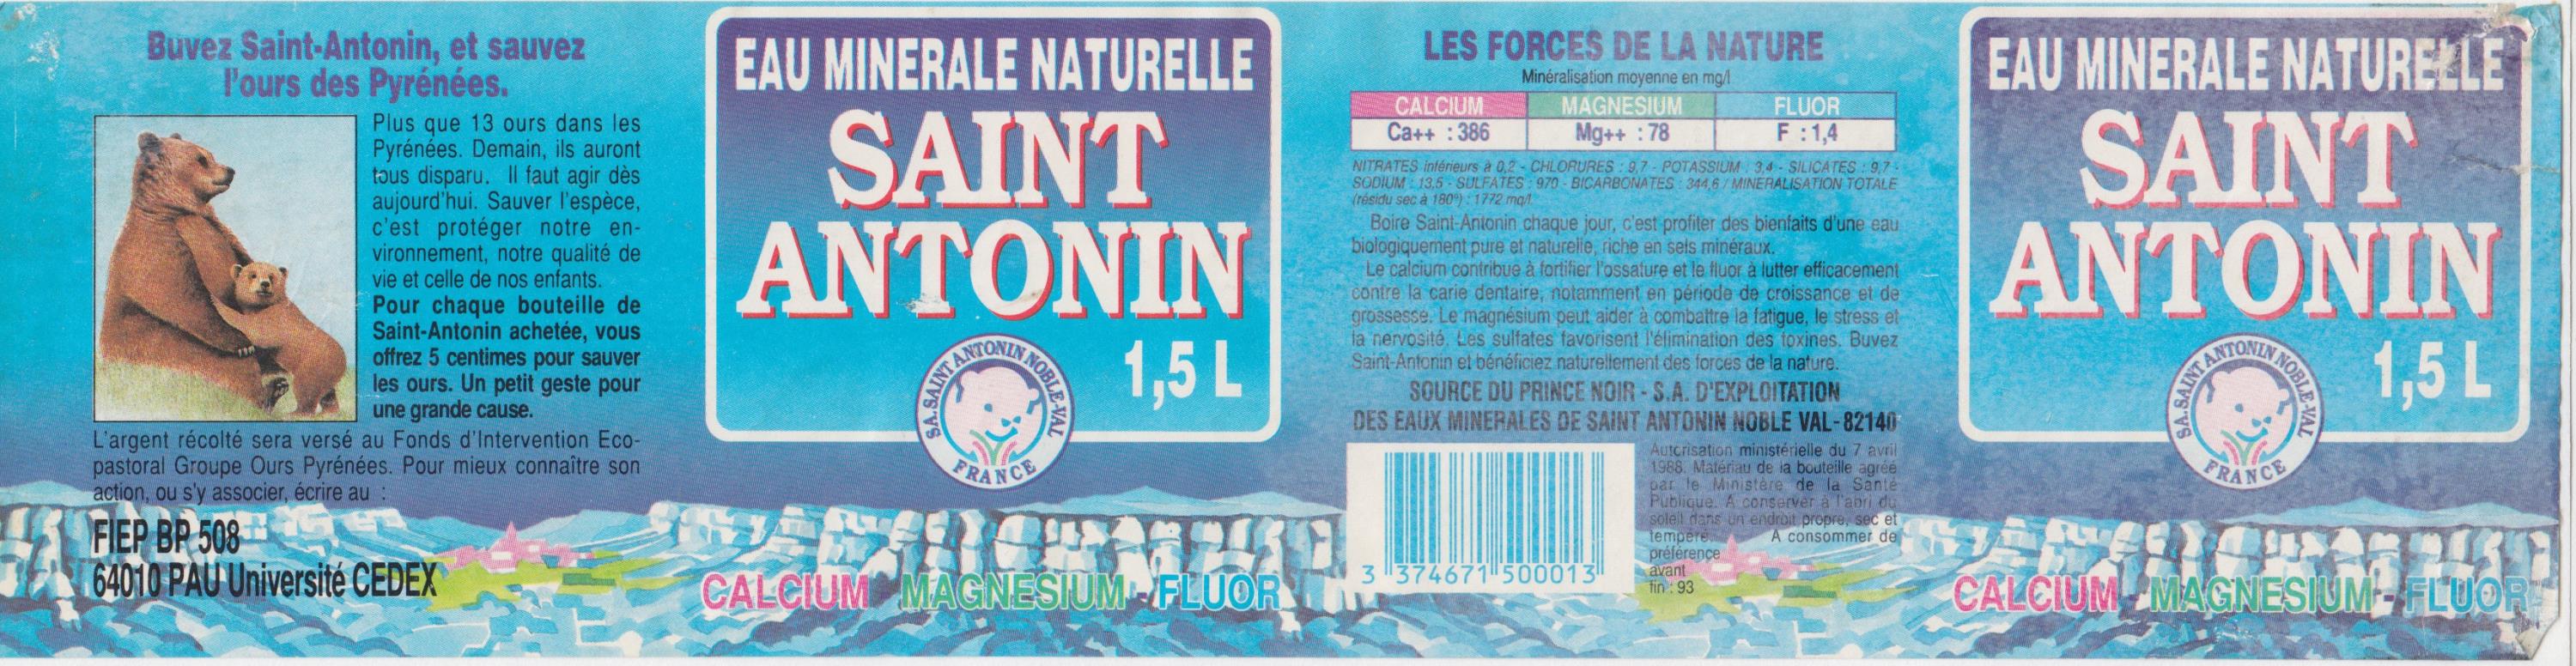 Buvez Saint-Antonin, et sauvez
l'ours des Pyrénées.
Plus que 13 ours dans les
Pyrénées. Demain, ils auront
tous disparu. Il faut agir dès
aujourd'hui. Sauver l'espèce,
c'est protéger notre en-
vironnement, notre qualité de
vie et celle de nos enfants.
Pour chaque bouteille de
Saint-Antonin achetée, vous
offrez 5 centimes pour sauver
les ours. Un petit geste pour
une grande cause.
L'argent récolté sera versé au Fonds d'Intervention Eco-
pastoral Groupe Ours Pyrénées. Pour mieux connaître son
action, ou s'y associer, écrire au :
FIEP BP 508
64010 PAU Université CEDEX
EAU MINERALE NATURELLE
SAINT
ANTONIN
1,5 L
S.A. SAINT ANTONIN NOBLE-VAL
FRANCE
CALCIUM - MAGNESIUM - FLUOR
LES FORCES DE LA NATURE
Minéralisation moyenne en mg/l
CALCIUM MAGNESIUM FLUOR
Ca++ : 386 Mg++ : 78 F : 1,4
NITRATES inférieurs à 0,2 - CHLORURES : 9,7 - POTASSIUM : 3,4 - SILICATES : 9,7 -
SODIUM : 13,5 - SULFATES : 970 - BICARBONATES : 344,6 / MINERALISATION TOTALE
(résidu sec à 180°) : 1772 mg/l.
Boire Saint-Antonin chaque jour, c'est profiter des bienfaits d'une eau
biologiquement pure et naturelle, riche en sels minéraux.
Le calcium contribue à fortifier l'ossature et le fluor à lutter efficacement
contre la carie dentaire, notamment en période de croissance et de
grossesse. Le magnésium peut aider à combattre la fatigue, le stress et
la nervosité. Les sulfates favorisent l'élimination des toxines. Buvez
Saint-Antonin et bénéficiez naturellement des forces de la nature.
SOURCE DU PRINCE NOIR - S.A. D'EXPLOITATION
DES EAUX MINERALES DE SAINT ANTONIN NOBLE VAL - 82140
Autorisation ministérielle du 7 avril
1988. Matériau de la bouteille agréé
par le Ministère de la Santé
Publique. A conserver à l'abri du
soleil dans un endroit propre, sec et
tempéré. A consommer de
préférence
avant
fin : 93
3 374671 500013
EAU MINERALE NATURELLE
SAINT
ANTONIN
1,5 L
S.A. SAINT ANTONIN NOBLE-VAL
FRANCE
CALCIUM - MAGNESIUM - FLUOR